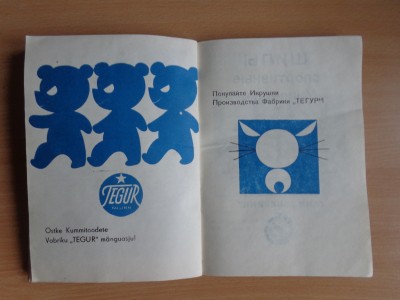 TEGUR
Ostke Kummitoodete
Vabriku „TEGUR" mänguasju!
Покупайте Игрушки
Производства Фабрики „ТЕГУР"!